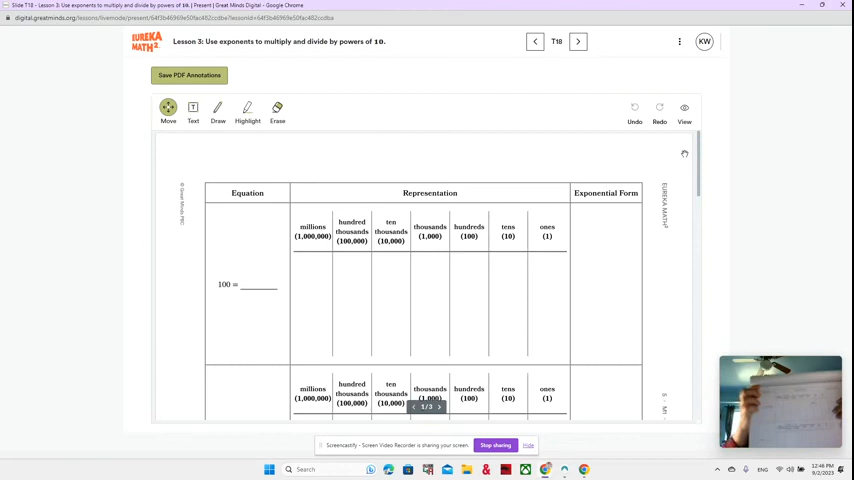 Slide T18 - Lesson 3: Use exponents to multiply and divide by powers of 10. | Present | Great Minds Digital - Google Chrome
digital.greatminds.org/lessons/livemode/present/64f3b46969e50fac482ccdba?lessonId=64f3b46969e50fac482ccdba
EUREKA
MATH²
Lesson 3: Use exponents to multiply and divide by powers of 10.
T18
KW
Save PDF Annotations
Move
Text
Draw
Highlight
Erase
Undo
Redo
View
© Great Minds PBC
EUREKA MATH²
Equation
Representation
Exponential Form
millions
(1,000,000)
hundred
thousands
(100,000)
ten
thousands
(10,000)
thousands
(1,000)
hundreds
(100)
tens
(10)
ones
(1)
100 = ________
millions
(1,000,000)
hundred
thousands
(100,000)
ten
thousands
(10,000)
thousands
(1,000)
hundreds
(100)
tens
(10)
ones
(1)
1/3
Screencastify - Screen Video Recorder is sharing your screen.
Stop sharing
Hide
Search
ENG
12:46 PM
9/2/2023